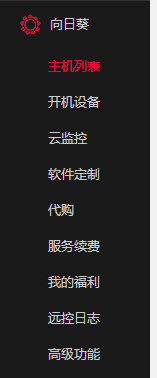 向日葵
主机列表
开机设备
云监控
软件定制
代购
服务续费
我的福利
远控日志
高级功能